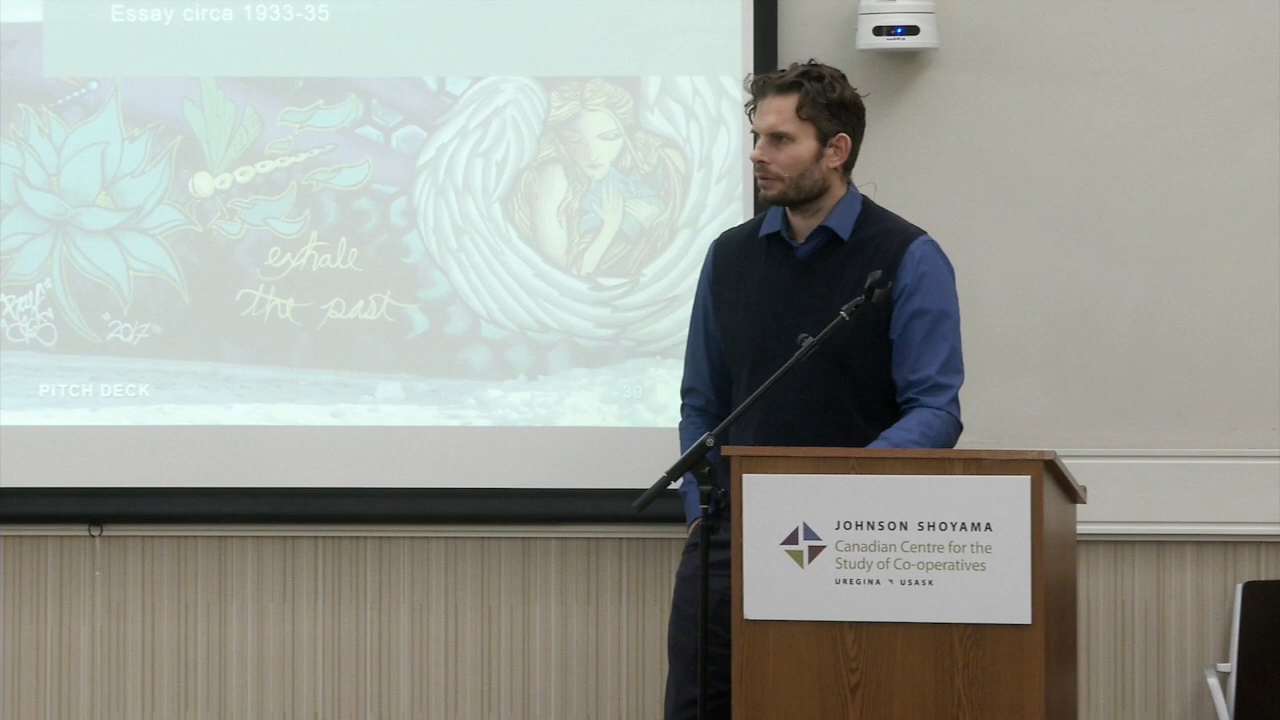 Essay circa 1933-35
exhale
the past
2017
PITCH DECK
30
JOHNSON SHOYAMA
Canadian Centre for the
Study of Co-operatives
UREGINA USASK